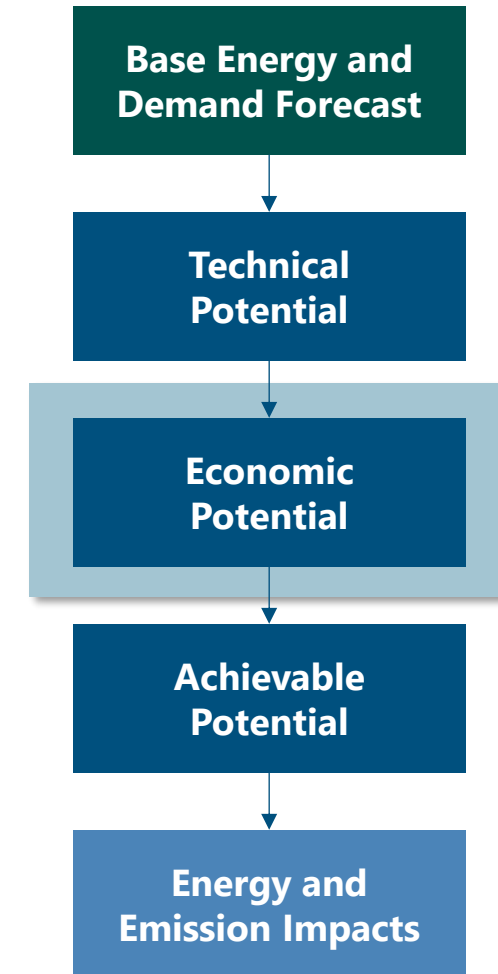 Base Energy and
Demand Forecast
Technical
Potential
Economic
Potential
Achievable
Potential
Energy and
Emission Impacts